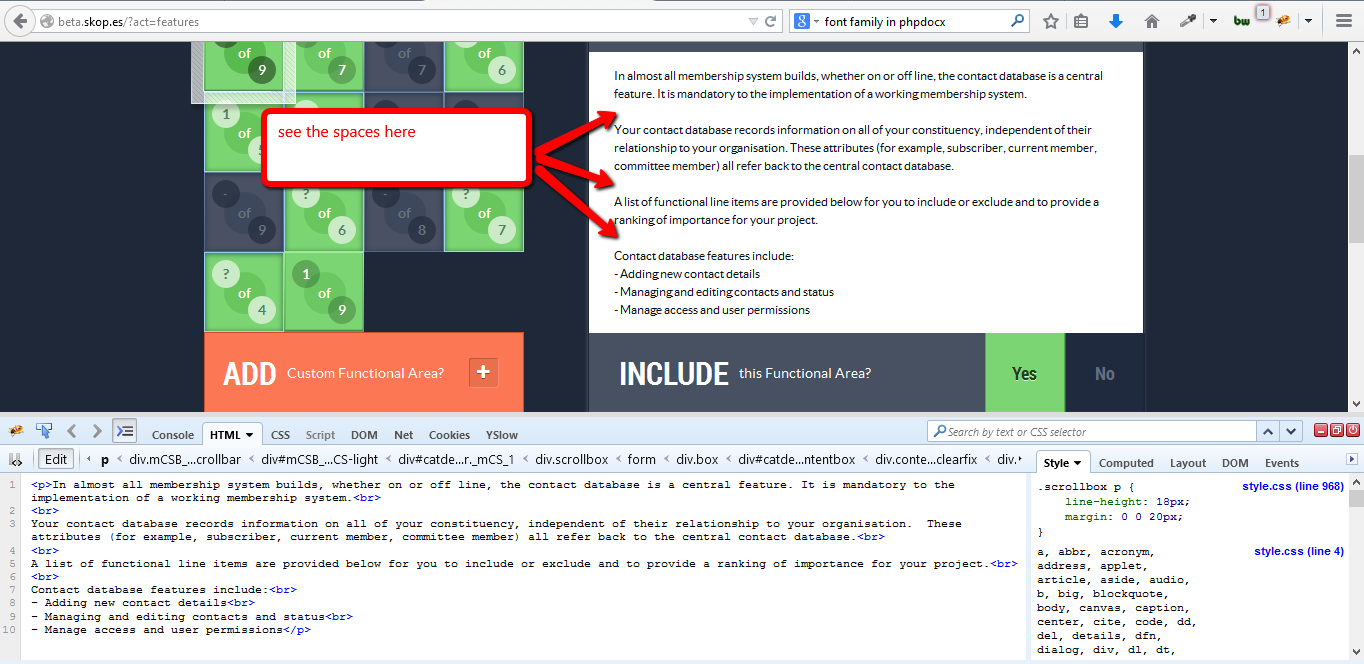 beta.skop.es/?act=features
font family in phpdocx
bw
1
of
9
of
7
of
7
of
6
1
of
see the spaces here
-
of
9
?
of
6
-
of
8
?
of
7
?
of
4
1
of
9
ADD Custom Functional Area? +
In almost all membership system builds, whether on or off line, the contact database is a central
feature. It is mandatory to the implementation of a working membership system.
Your contact database records information on all of your constituency, independent of their
relationship to your organisation. These attributes (for example, subscriber, current member,
committee member) all refer back to the central contact database.
A list of functional line items are provided below for you to include or exclude and to provide a
ranking of importance for your project.
Contact database features include:
- Adding new contact details
- Managing and editing contacts and status
- Manage access and user permissions
INCLUDE this Functional Area? Yes No
Console HTML CSS Script DOM Net Cookies YSlow
Search by text or CSS selector
Edit p < div.mCSB_...crollbar < div#mCSB_...CS-light < div#catde...r._mCS_1 < div.scrollbox < form < div.box < div#catde...ntentbox < div.conte...clearfix < div.
Style Computed Layout DOM Events
1 <p>In almost all membership system builds, whether on or off line, the contact database is a central feature. It is mandatory to the
implementation of a working membership system.<br>
2 <br>
3 Your contact database records information on all of your constituency, independent of their relationship to your organisation.  These
attributes (for example, subscriber, current member, committee member) all refer back to the central contact database.<br>
4 <br>
5 A list of functional line items are provided below for you to include or exclude and to provide a ranking of importance for your project.<br>
6 <br>
7 Contact database features include:<br>
8 - Adding new contact details<br>
9 - Managing and editing contacts and status<br>
10 - Manage access and user permissions</p>
.scrollbox p { style.css (line 968)
line-height: 18px;
margin: 0 0 20px;
}
a, abbr, acronym, style.css (line 4)
address, applet,
article, aside, audio,
b, big, blockquote,
body, canvas, caption,
center, cite, code, dd,
del, details, dfn,
dialog, div, dl, dt,